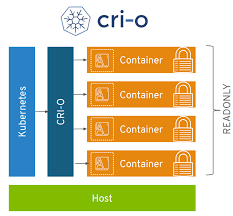 cri-o
Kubernetes
CRI-O
Container
Container
Container
Container
READONLY
Host